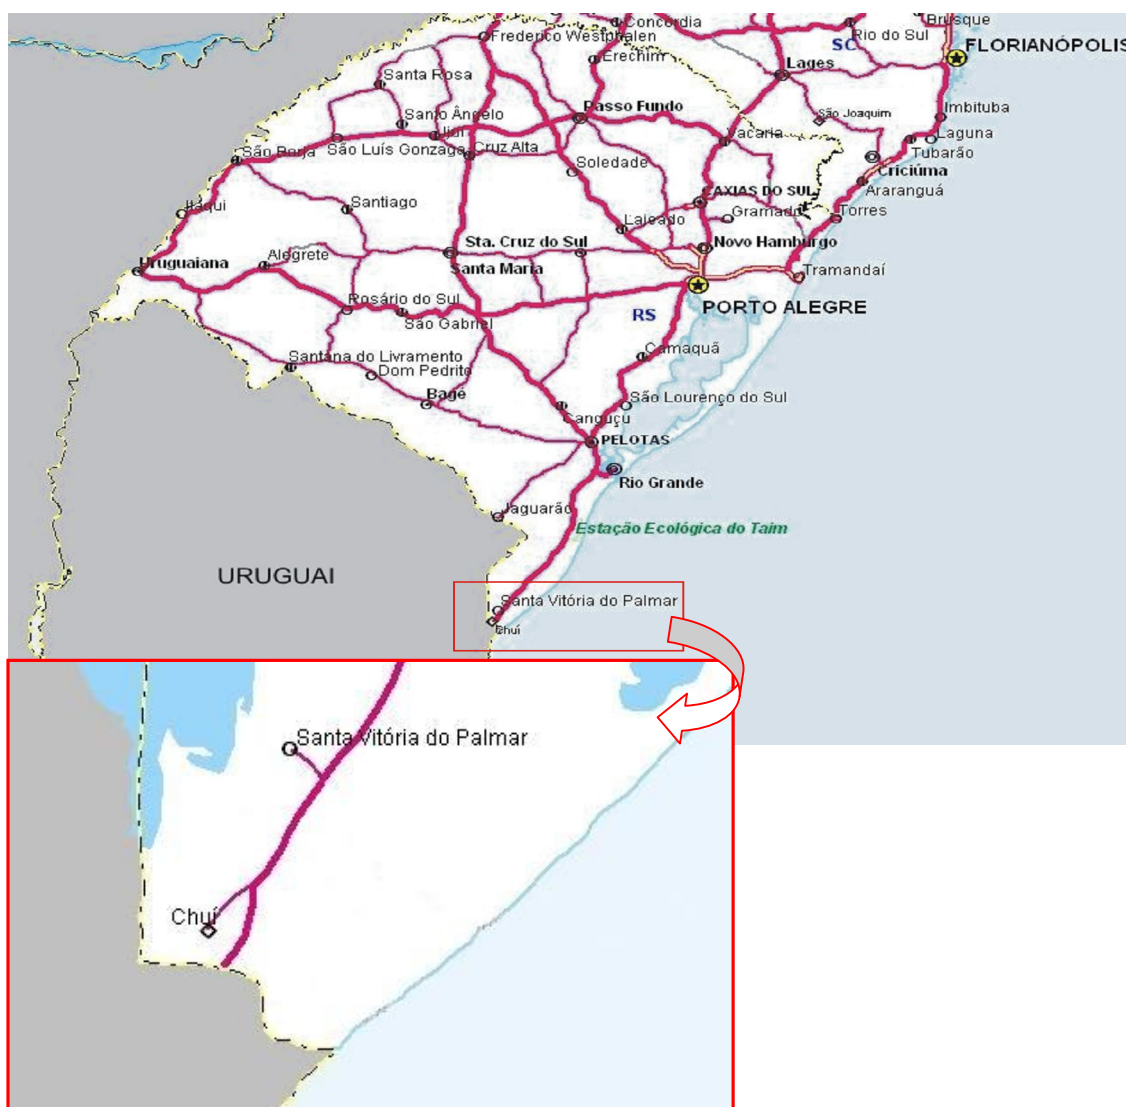 Concórdia
Brusque
Frederico Westphalen
Rio do Sul
SC
FLORIANÓPOLIS
Erechim
Lages
Santa Rosa
Imbituba
Santo Ângelo
Passo Fundo
São Joaquim
Ijuí
Vacaria
Laguna
São Borja
São Luís Gonzaga
Cruz Alta
Tubarão
Soledade
Criciúma
CAXIAS DO SUL
Araranguá
Itaqui
Santiago
Lajeado
Gramado
Torres
Sta. Cruz do Sul
Novo Hamburgo
Alegrete
Uruguaiana
Santa Maria
Tramandaí
Rosário do Sul
PORTO ALEGRE
São Gabriel
RS
Santana do Livramento
Camaquã
Dom Pedrito
Bagé
São Lourenço do Sul
Canguçu
PELOTAS
Rio Grande
Jaguarão
Estação Ecológica do Taim
URUGUAI
Santa Vitória do Palmar
Chuí
Santa Vitória do Palmar
Chuí